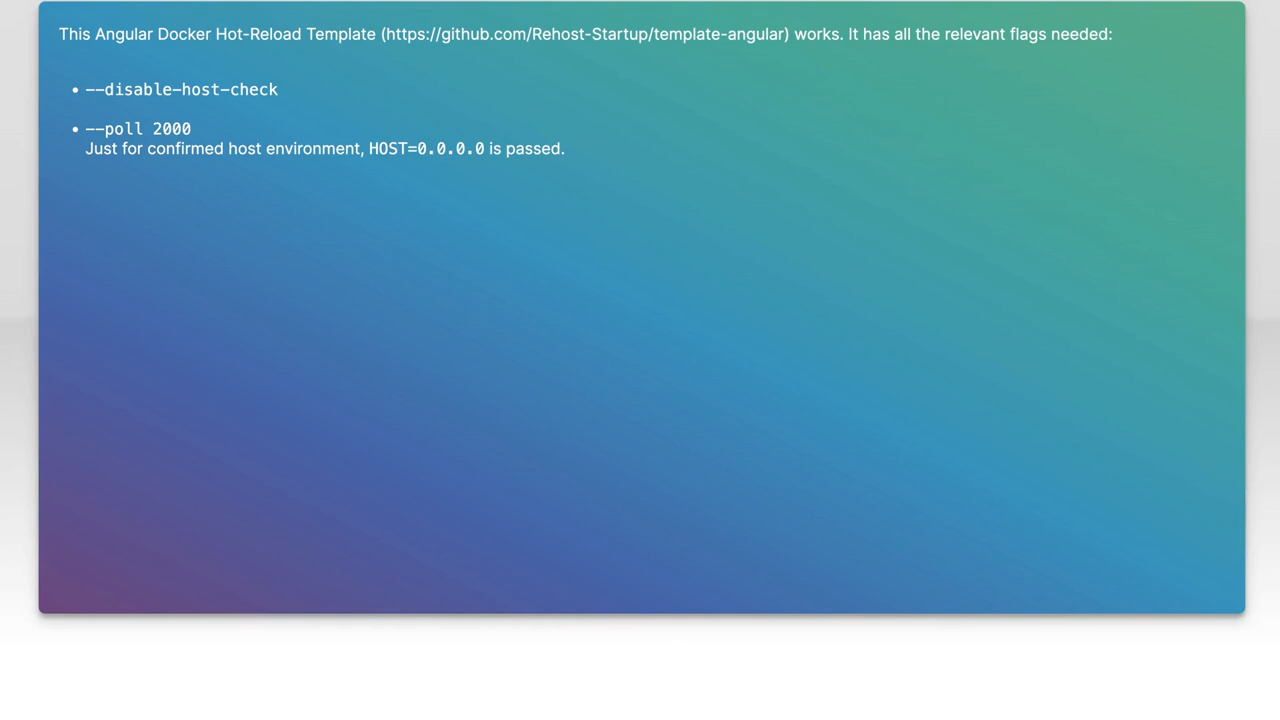 This Angular Docker Hot-Reload Template (https://github.com/Rehost-Startup/template-angular) works. It has all the relevant flags needed:
• --disable-host-check
• --poll 2000
Just for confirmed host environment, HOST=0.0.0.0 is passed.